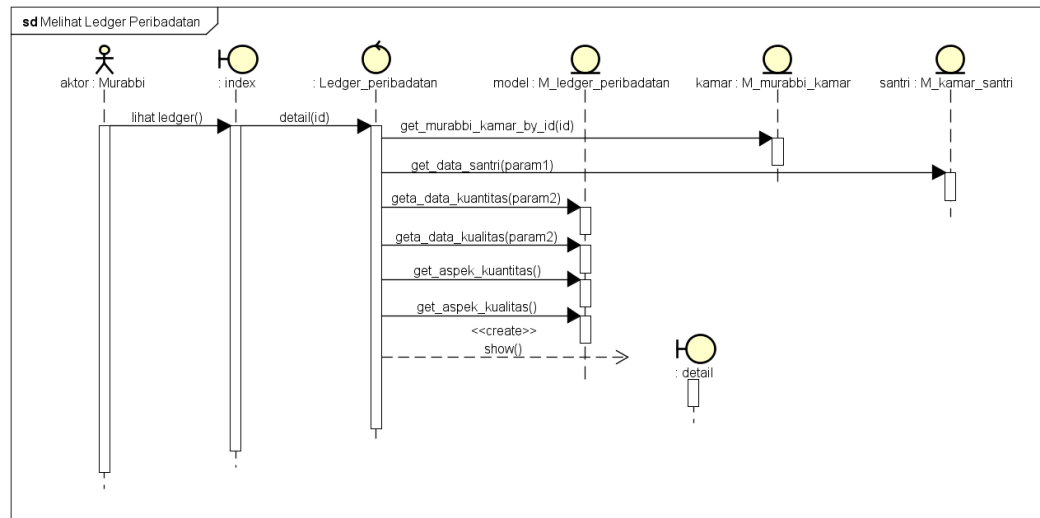 sd Melihat Ledger Peribadatan
aktor : Murabbi
: index
: Ledger_peribadatan
model : M_ledger_peribadatan
kamar : M_murabbi_kamar
santri : M_kamar_santri
lihat ledger()
detail(id)
get_murabbi_kamar_by_id(id)
get_data_santri(param1)
geta_data_kuantitas(param2)
geta_data_kualitas(param2)
get_aspek_kuantitas()
get_aspek_kualitas()
<<create>>
show()
: detail